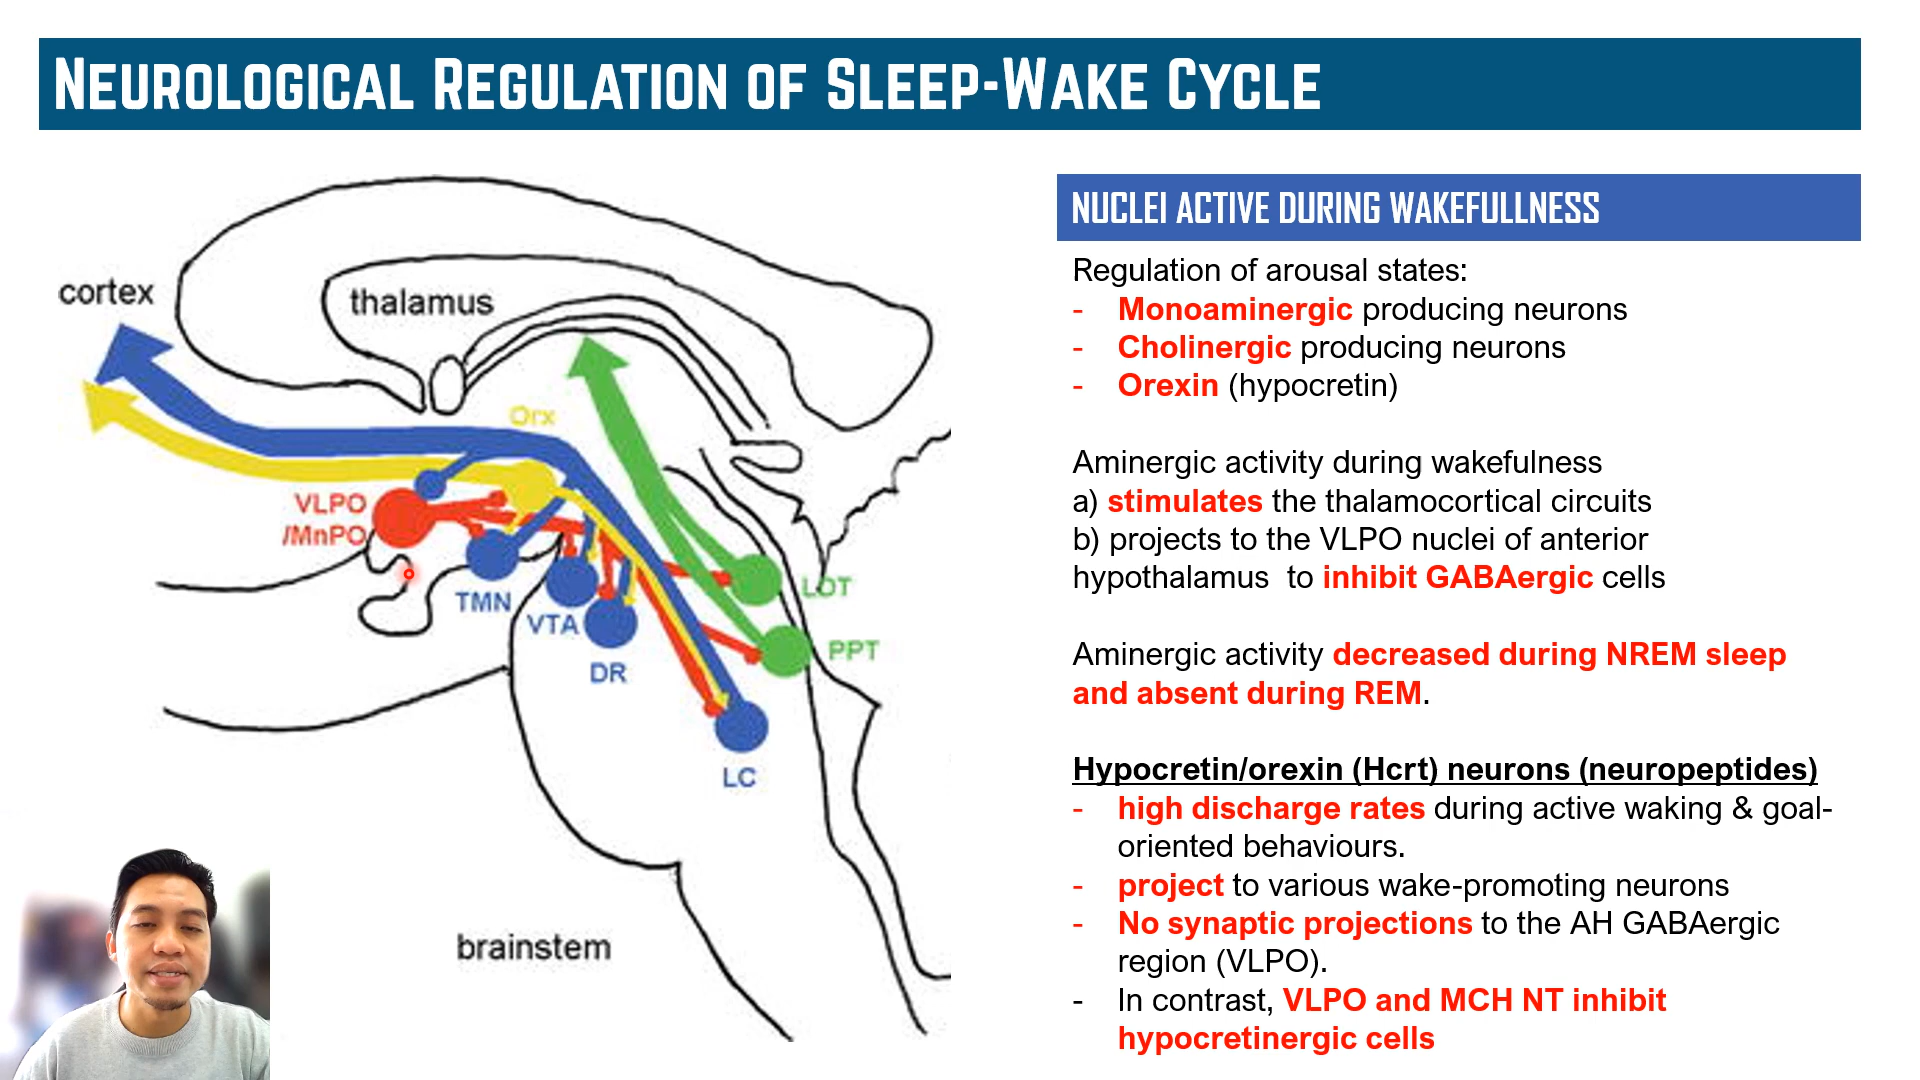 NEUROLOGICAL REGULATION OF SLEEP-WAKE CYCLE
cortex
thalamus
Orx
VLPO
/MnPO
TMN
VTA
DR
LDT
PPT
LC
brainstem
NUCLEI ACTIVE DURING WAKEFULLNESS
Regulation of arousal states:
- Monoaminergic producing neurons
- Cholinergic producing neurons
- Orexin (hypocretin)
Aminergic activity during wakefulness
a) stimulates the thalamocortical circuits
b) projects to the VLPO nuclei of anterior
hypothalamus to inhibit GABAergic cells
Aminergic activity decreased during NREM sleep
and absent during REM.
Hypocretin/orexin (Hcrt) neurons (neuropeptides)
- high discharge rates during active waking & goal-
oriented behaviours.
- project to various wake-promoting neurons
- No synaptic projections to the AH GABAergic
region (VLPO).
- In contrast, VLPO and MCH NT inhibit
hypocretinergic cells